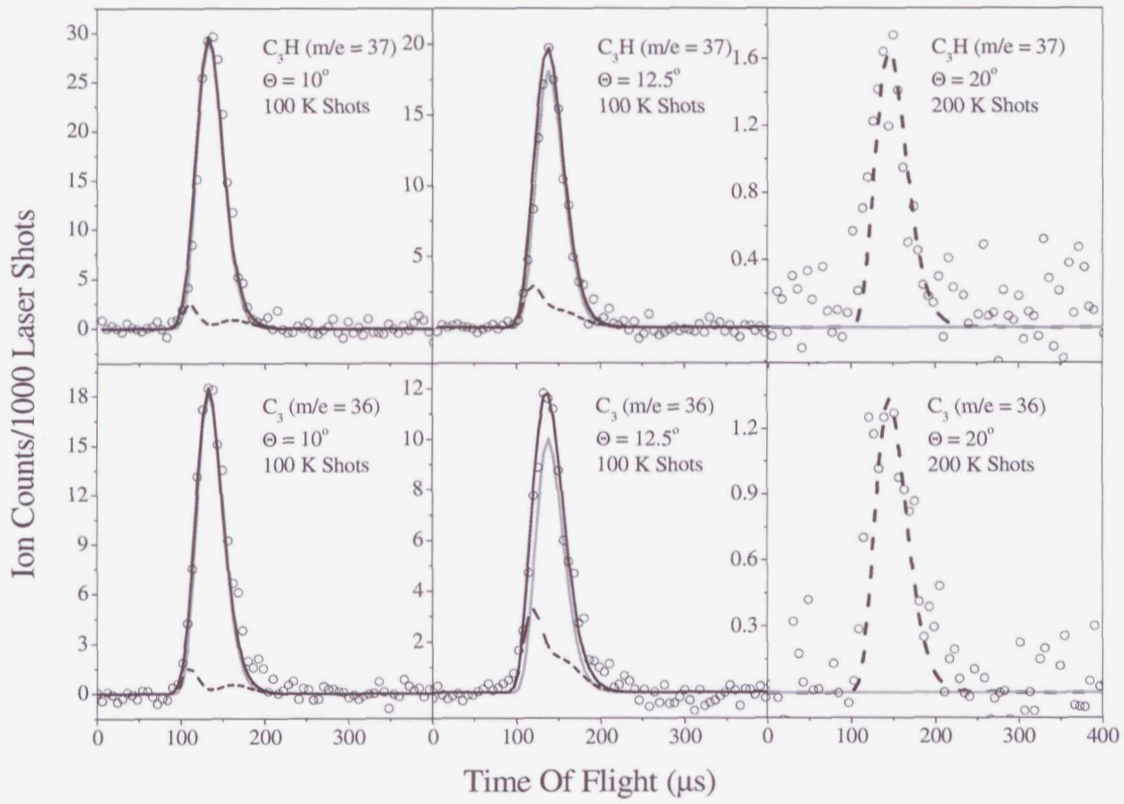 Ion Counts/1000 Laser Shots
30
25
20
15
10
5
0
C₃H (m/e = 37)
Θ = 10°
100 K Shots
20
15
10
5
C₃H (m/e = 37)
Θ = 12.5°
100 K Shots
1.6
1.2
0.8
0.4
C₃H (m/e = 37)
Θ = 20°
200 K Shots
18
15
12
9
6
3
0
C₃ (m/e = 36)
Θ = 10°
100 K Shots
12
10
8
6
4
2
C₃ (m/e = 36)
Θ = 12.5°
100 K Shots
1.2
0.9
0.6
0.3
C₃ (m/e = 36)
Θ = 20°
200 K Shots
0 100 200 300 0 100 200 300 0 100 200 300 400
Time Of Flight (μs)